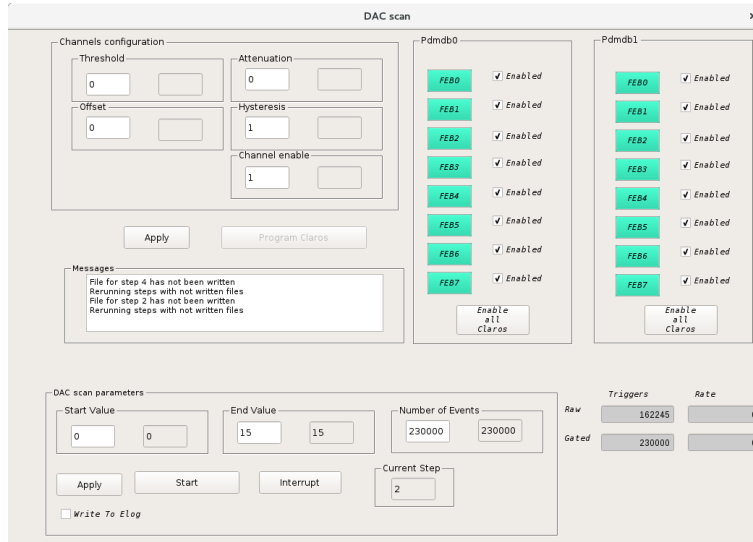 DAC scan
Channels configuration
Threshold
0
Attenuation
0
Offset
0
Hysteresis
1
Channel enable
1
Apply
Program Claros
Messages
File for step 4 has not been written
Rerunning steps with not written files
File for step 2 has not been written
Rerunning steps with not written files
Pdmdb0
FEB0 Enabled
FEB1 Enabled
FEB2 Enabled
FEB3 Enabled
FEB4 Enabled
FEB5 Enabled
FEB6 Enabled
FEB7 Enabled
Enable
all
Claros
Pdmdb1
FEB0 Enabled
FEB1 Enabled
FEB2 Enabled
FEB3 Enabled
FEB4 Enabled
FEB5 Enabled
FEB6 Enabled
FEB7 Enabled
Enable
all
Claros
DAC scan parameters
Start Value
0 0
End Value
15 15
Number of Events
230000 230000
Apply
Start
Interrupt
Current Step
2
Write To Elog
Triggers Rate
Raw 162245
Gated 230000